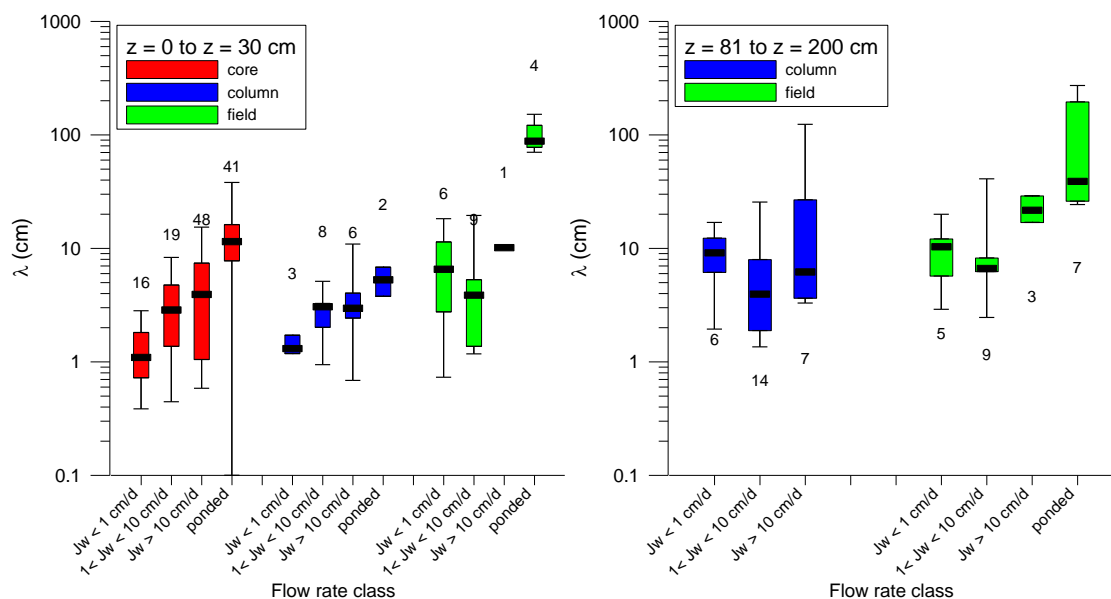 1000
100
10
1
0.1
λ (cm)
z = 0 to z = 30 cm
core
column
field
16
19
48
41
3
8
6
2
6
9
1
4
Jw < 1 cm/d
1< Jw < 10 cm/d
Jw > 10 cm/d
ponded
Jw < 1 cm/d
1< Jw < 10 cm/d
Jw > 10 cm/d
ponded
Jw < 1 cm/d
1< Jw < 10 cm/d
Jw > 10 cm/d
ponded
Flow rate class
1000
100
10
1
0.1
λ (cm)
z = 81 to z = 200 cm
column
field
6
14
7
5
9
3
7
Jw < 1 cm/d
1< Jw < 10 cm/d
Jw > 10 cm/d
Jw < 1 cm/d
1< Jw < 10 cm/d
Jw > 10 cm/d
ponded
Flow rate class